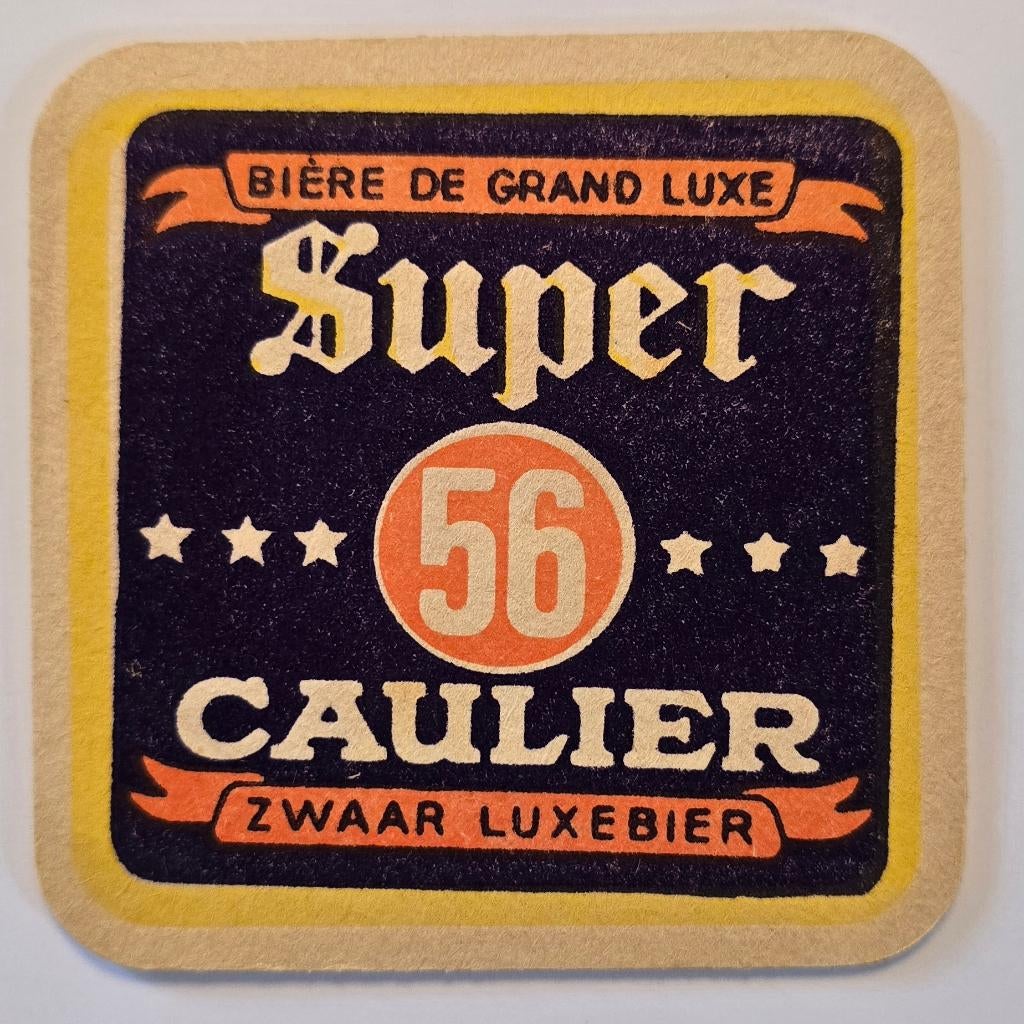 BIÈRE DE GRAND LUXE
Super
56
CAULIER
ZWAAR LUXEBIER